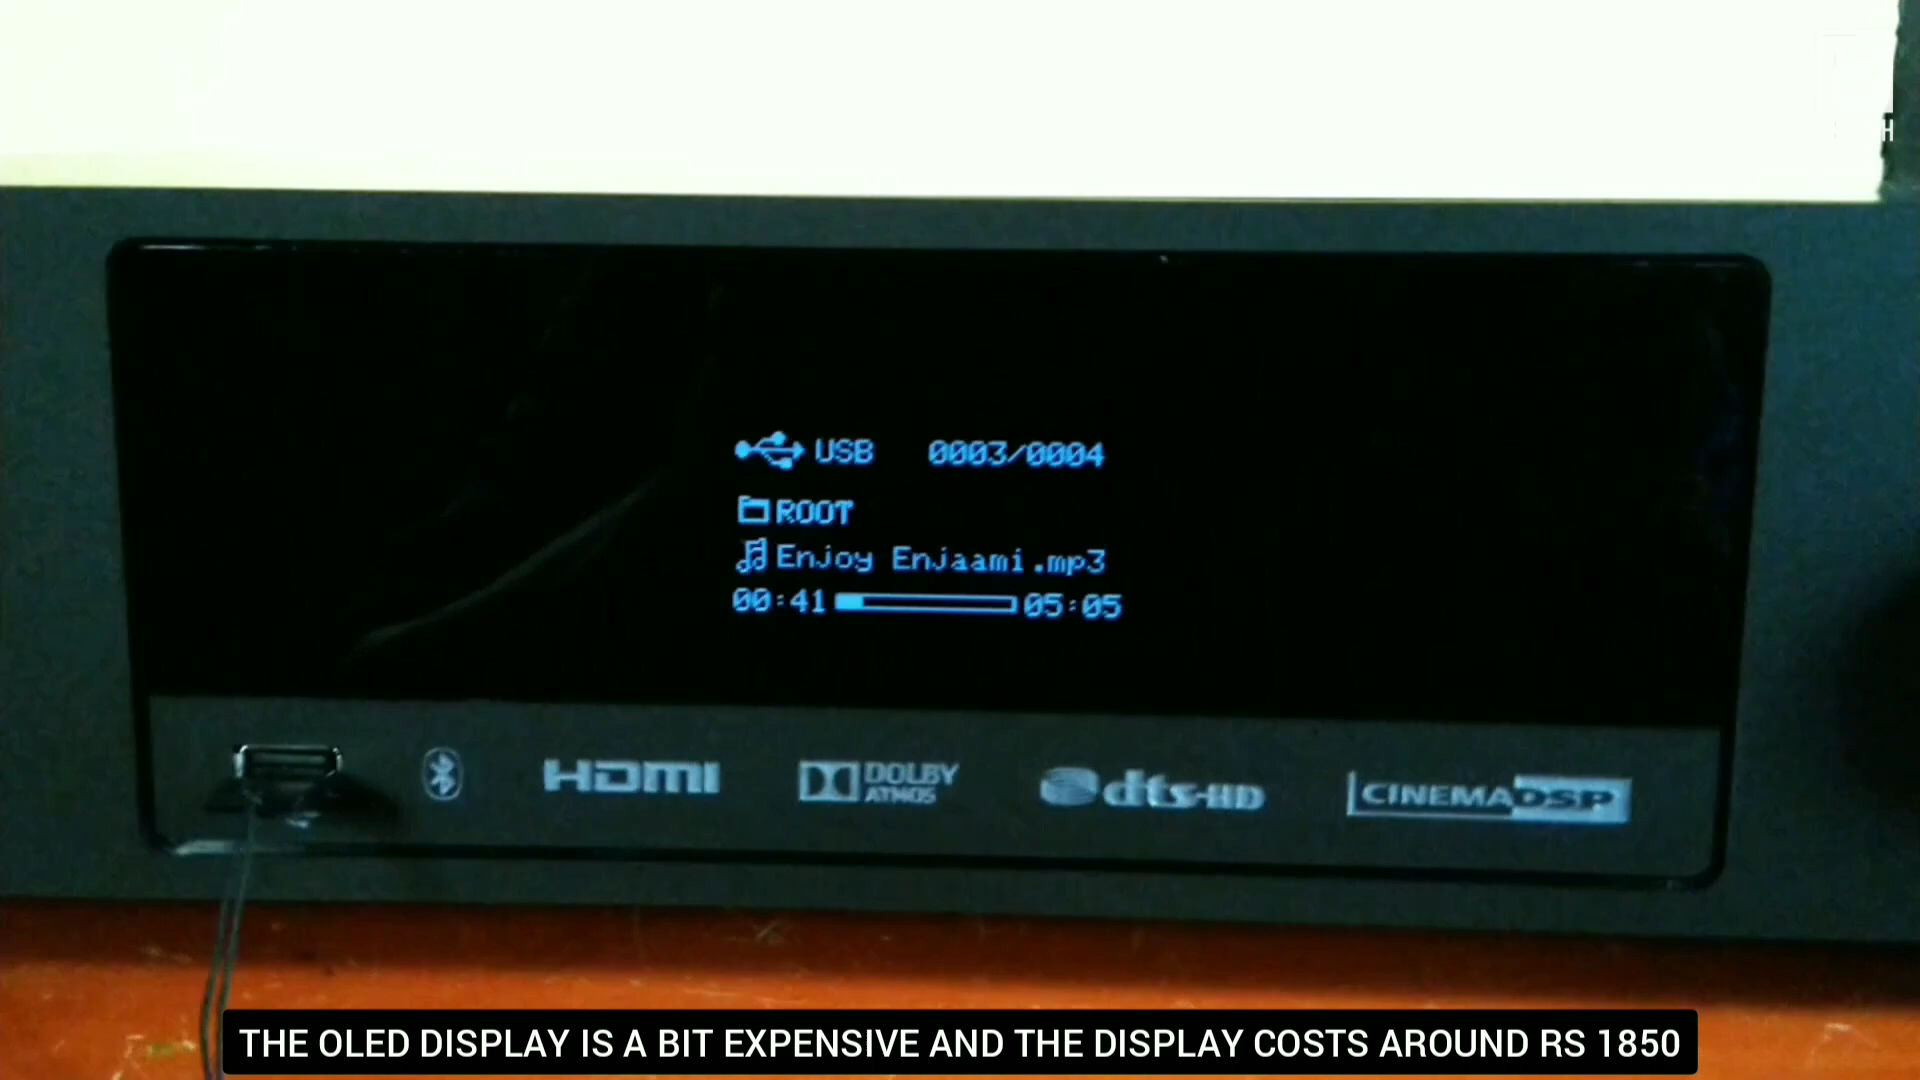 USB 0003/0004
ROOT
Enjoy Enjaami.mp3
00:41 05:05
HDMI DOLBY ATMOS dts-HD CINEMA DSP
THE OLED DISPLAY IS A BIT EXPENSIVE AND THE DISPLAY COSTS AROUND RS 1850